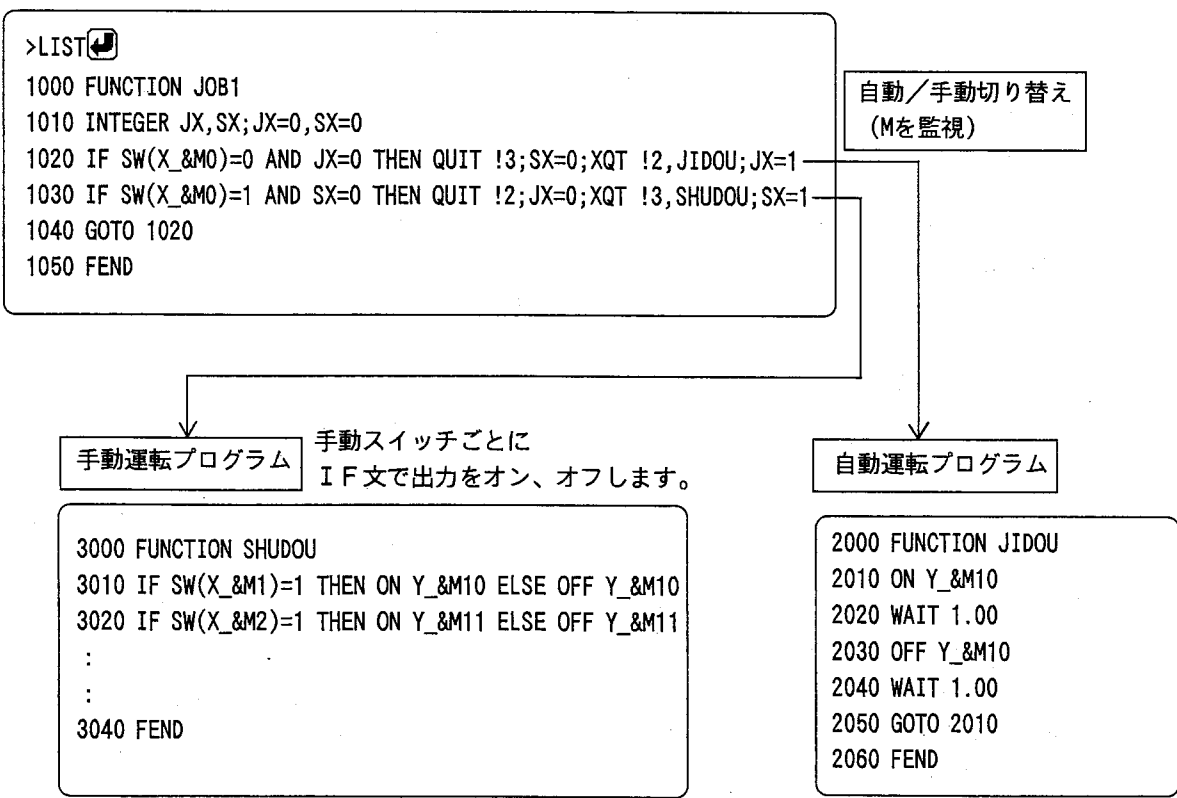 >LIST
1000 FUNCTION JOB1
1010 INTEGER JX,SX;JX=0,SX=0
1020 IF SW(X_&M0)=0 AND JX=0 THEN QUIT !3;SX=0;XQT !2,JIDOU;JX=1
1030 IF SW(X_&M0)=1 AND SX=0 THEN QUIT !2;JX=0;XQT !3,SHUDOU;SX=1
1040 GOTO 1020
1050 FEND
自動／手動切り替え
(Mを監視)
手動運転プログラム
手動スイッチごとに
ＩＦ文で出力をオン、オフします。
3000 FUNCTION SHUDOU
3010 IF SW(X_&M1)=1 THEN ON Y_&M10 ELSE OFF Y_&M10
3020 IF SW(X_&M2)=1 THEN ON Y_&M11 ELSE OFF Y_&M11
:
:
3040 FEND
自動運転プログラム
2000 FUNCTION JIDOU
2010 ON Y_&M10
2020 WAIT 1.00
2030 OFF Y_&M10
2040 WAIT 1.00
2050 GOTO 2010
2060 FEND